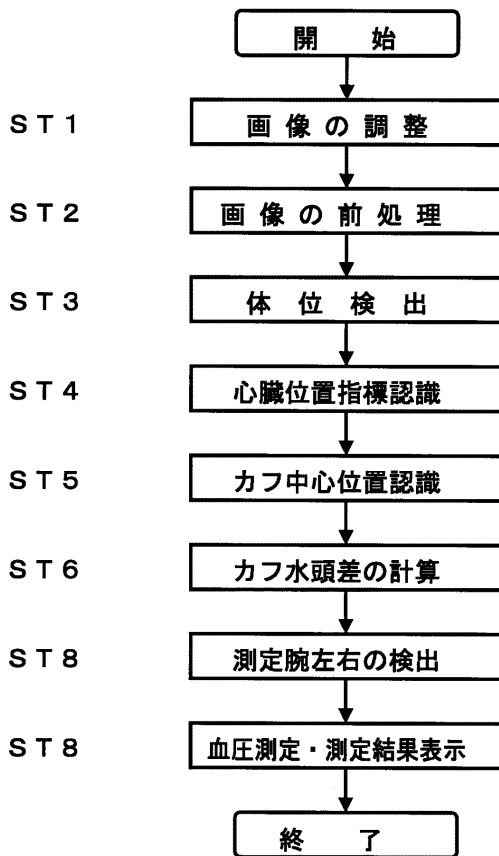 開 始
ST1 画像の調整
ST2 画像の前処理
ST3 体位検出
ST4 心臓位置指標認識
ST5 カフ中心位置認識
ST6 カフ水頭差の計算
ST8 測定腕左右の検出
ST8 血圧測定・測定結果表示
終 了